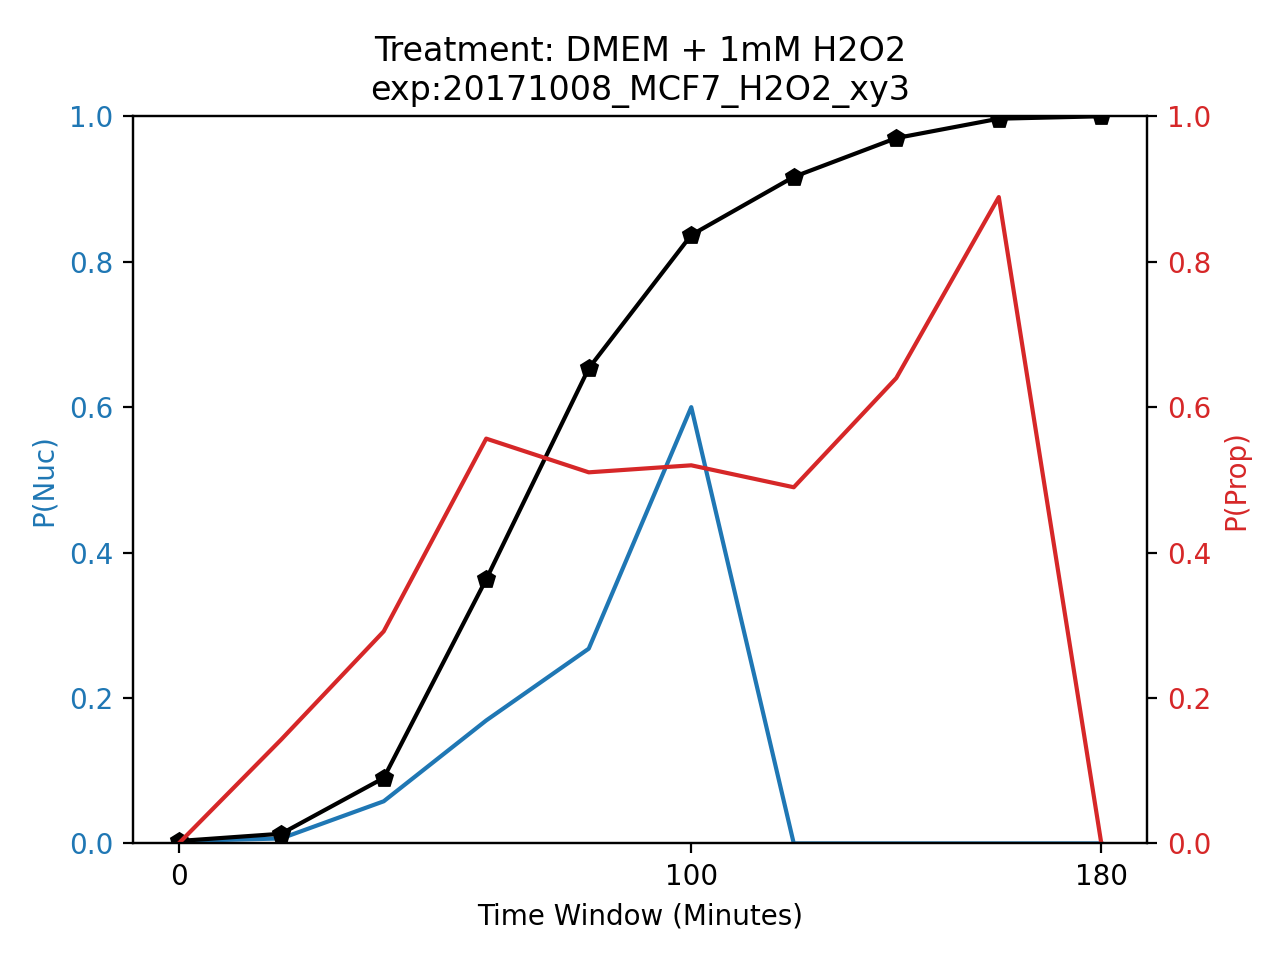 Treatment: DMEM + 1mM H2O2
exp:20171008_MCF7_H2O2_xy3
1.0
0.8
0.6
0.4
0.2
0.0
P(Nuc)
1.0
0.8
0.6
0.4
0.2
0.0
P(Prop)
0 100 180
Time Window (Minutes)